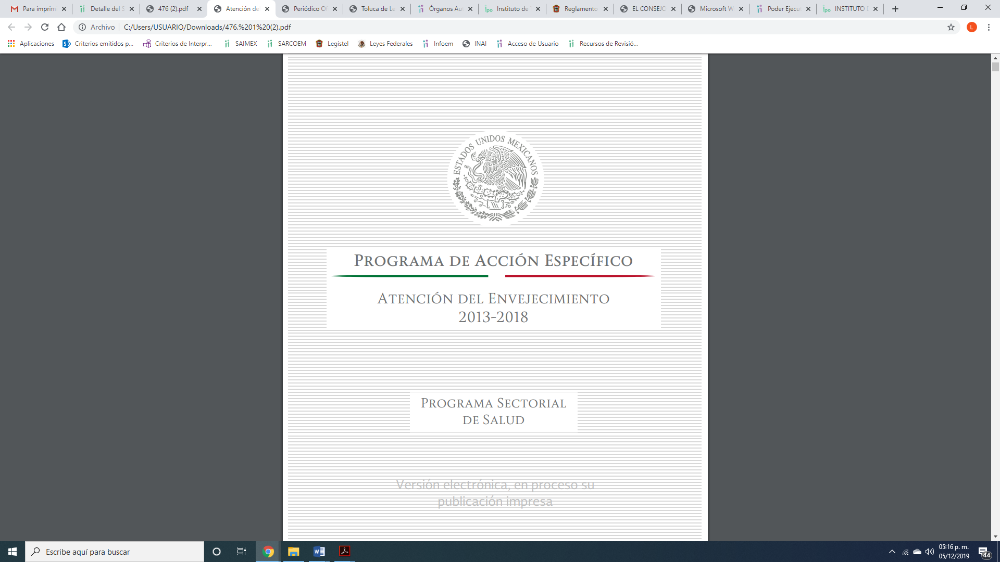 Para imprim
Detalle del S
476 (2).pdf
Atención de
Periódico Of
Toluca de Le
Órganos Aut
Instituto de
Reglamento
EL CONSEJO
Microsoft W
Poder Ejecut
INSTITUTO D
Archivo
C:/Users/USUARIO/Downloads/476.%201%20(2).pdf
L
Aplicaciones
Criterios emitidos p...
Criterios de Interpr...
SAIMEX
SARCOEM
Legistel
Leyes Federales
Infoem
INAI
Acceso de Usuario
Recursos de Revisió...
ESTADOS UNIDOS MEXICANOS
PROGRAMA DE ACCIÓN ESPECÍFICO
ATENCIÓN DEL ENVEJECIMIENTO
2013-2018
PROGRAMA SECTORIAL
DE SALUD
Versión electrónica, en proceso su
publicación impresa
Escribe aquí para buscar
05:16 p. m.
05/12/2019
44